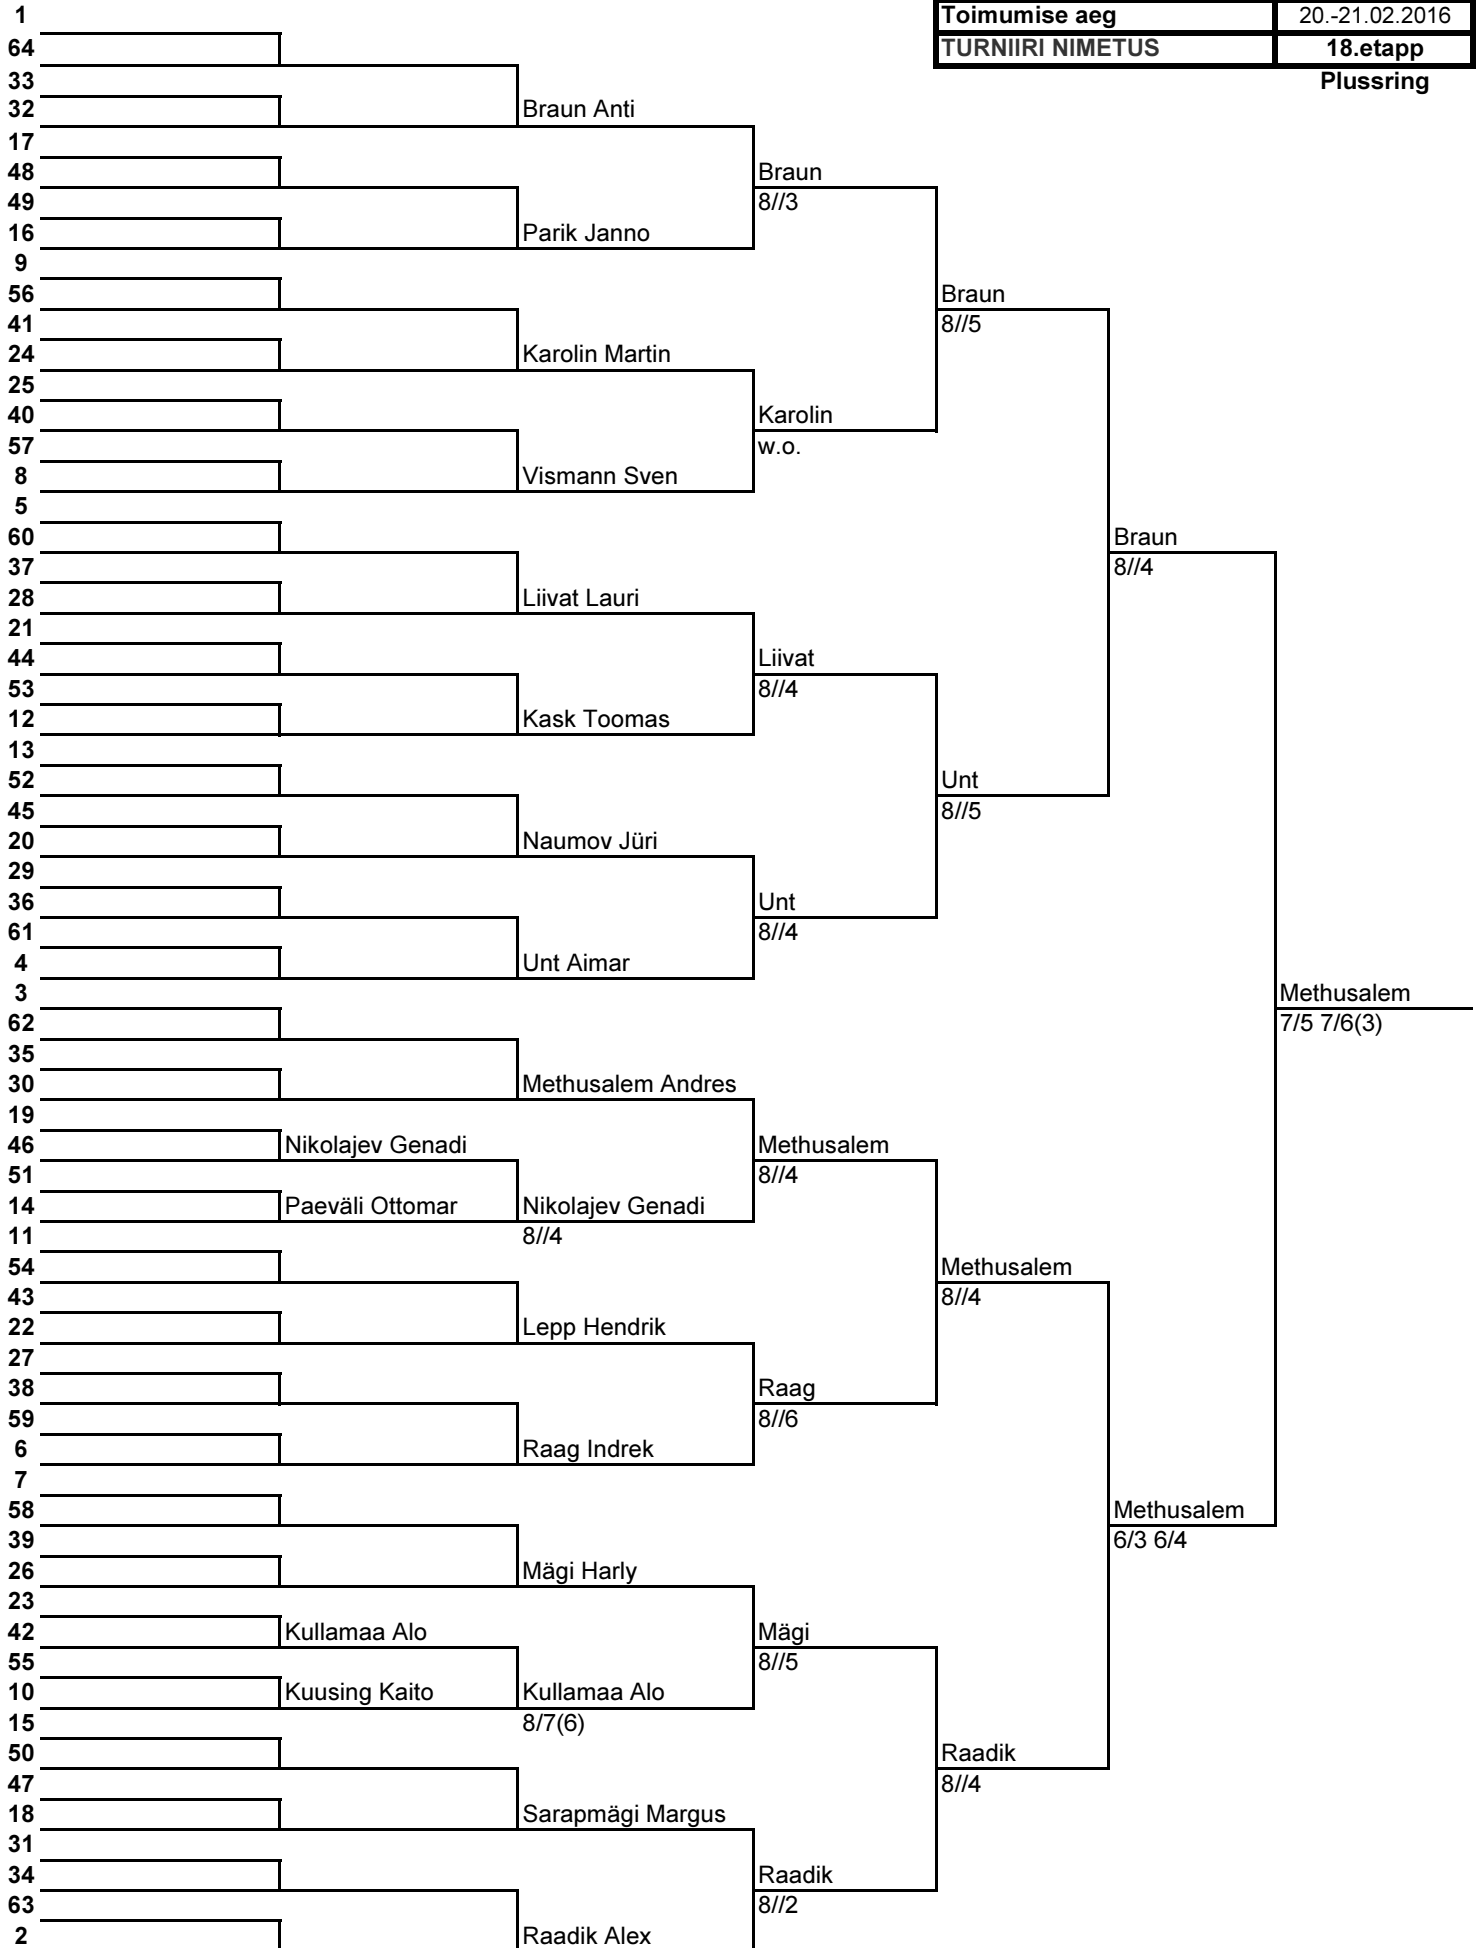 1
Toimumise aeg 20.-21.02.2016
64
TURNIIRI NIMETUS 18.etapp
33
Plussring
32 Braun Anti
17
48 Braun
49 8//3
16 Parik Janno
9
56 Braun
41 8//5
24 Karolin Martin
25
40 Karolin
57 w.o.
8 Vismann Sven
5
60 Braun
37 8//4
28 Liivat Lauri
21
44 Liivat
53 8//4
12 Kask Toomas
13
52 Unt
45 8//5
20 Naumov Jüri
29
36 Unt
61 8//4
4 Unt Aimar
3 Methusalem
62 7/5 7/6(3)
35
30 Methusalem Andres
19
46 Nikolajev Genadi Methusalem
51 8//4
14 Paeväli Ottomar Nikolajev Genadi
11 8//4
54 Methusalem
43 8//4
22 Lepp Hendrik
27
38 Raag
59 8//6
6 Raag Indrek
7
58 Methusalem
39 6/3 6/4
26 Mägi Harly
23
42 Kullamaa Alo Mägi
55 8//5
10 Kuusing Kaito Kullamaa Alo
15 8/7(6)
50 Raadik
47 8//4
18 Sarapmägi Margus
31
34 Raadik
63 8//2
2 Raadik Alex